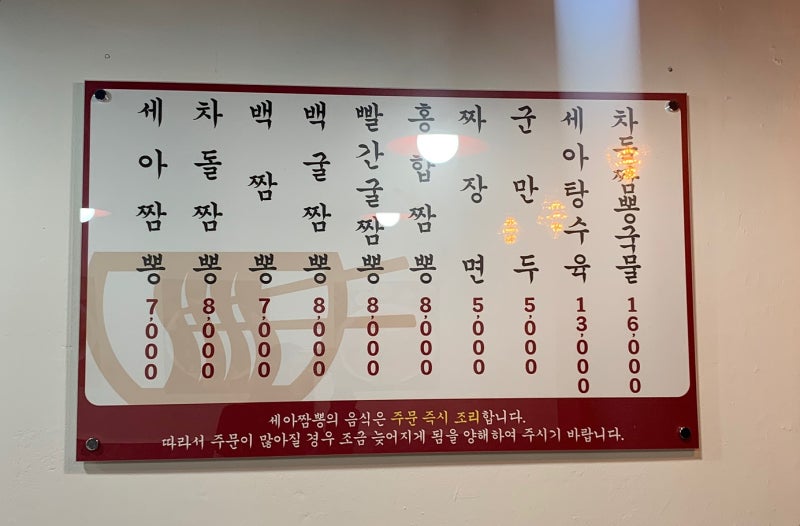 세아짬뽕 7,000
차돌짬뽕 8,000
백짬뽕 7,000
백굴짬뽕 8,000
빨간굴짬뽕 8,000
홍합짬뽕 8,000
짜장면 5,000
군만두 5,000
세아탕수육 13,000
차돌짬뽕국물 16,000
세아짬뽕의 음식은 주문 즉시 조리합니다.
따라서 주문이 많아질 경우 조금 늦어지게 됨을 양해하여 주시기 바랍니다.